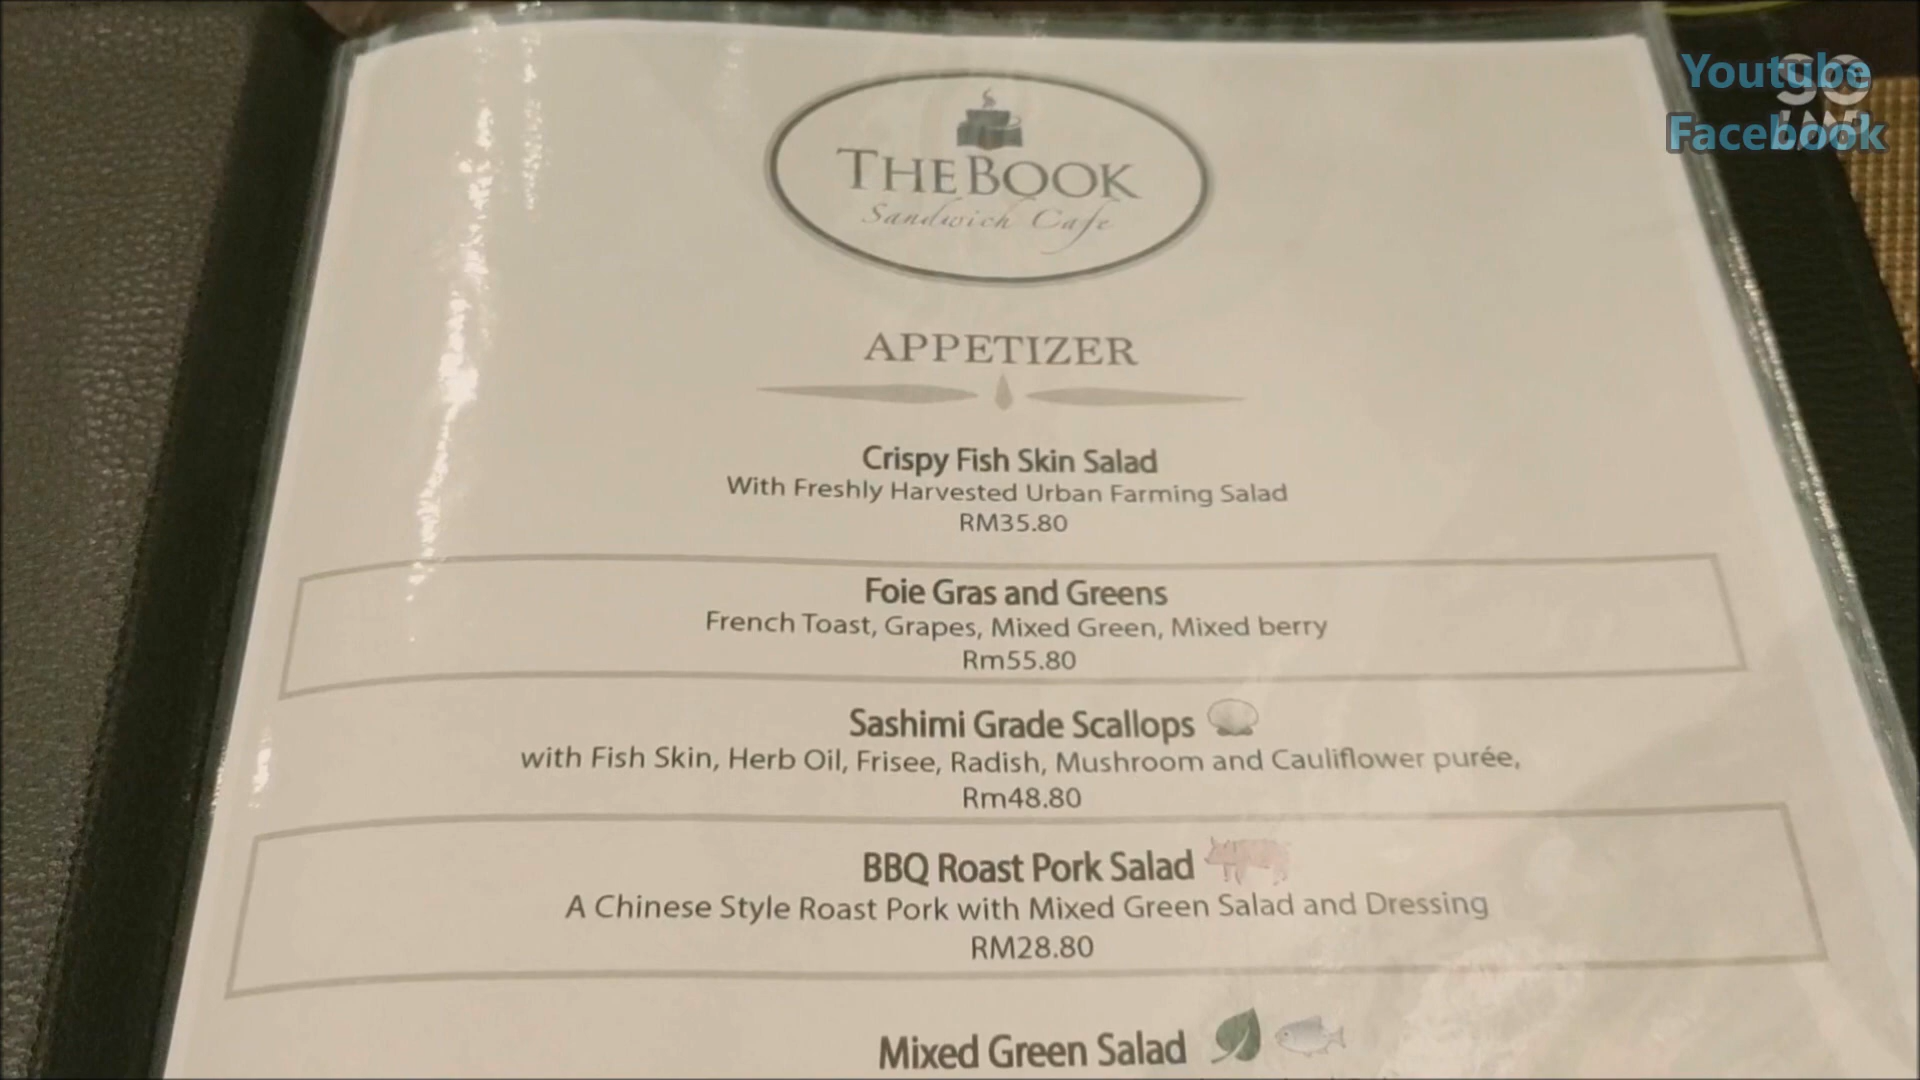 Youtube
Facebook
THE BOOK
Sandwich Cafe
APPETIZER
Crispy Fish Skin Salad
With Freshly Harvested Urban Farming Salad
RM35.80
Foie Gras and Greens
French Toast, Grapes, Mixed Green, Mixed berry
Rm55.80
Sashimi Grade Scallops
with Fish Skin, Herb Oil, Frisee, Radish, Mushroom and Cauliflower purée,
Rm48.80
BBQ Roast Pork Salad
A Chinese Style Roast Pork with Mixed Green Salad and Dressing
RM28.80
Mixed Green Salad